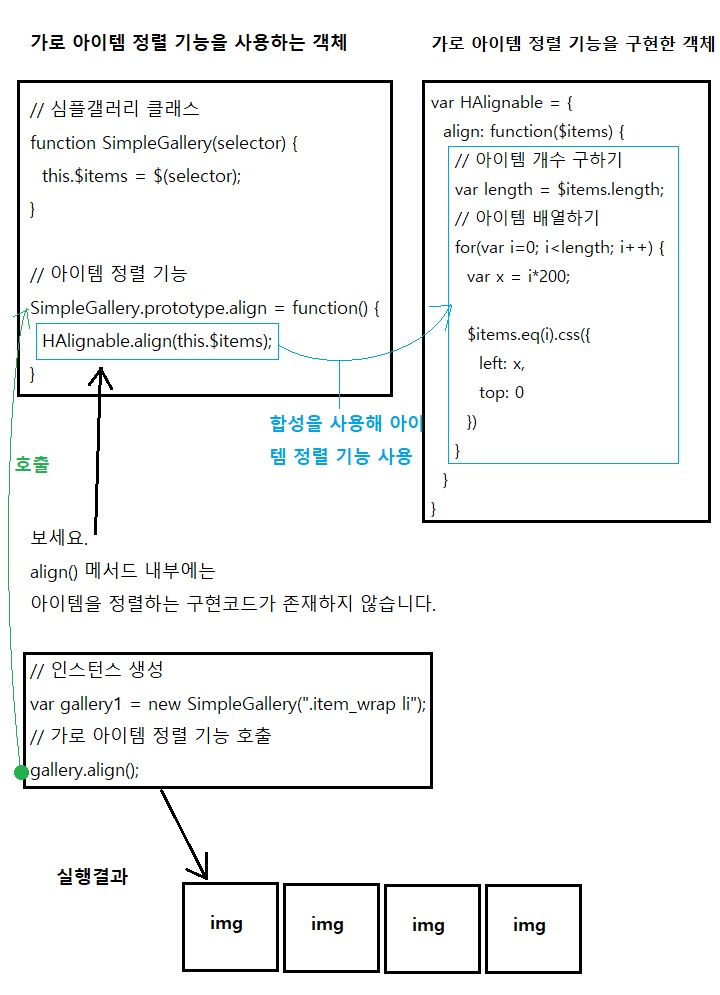 가로 아이템 정렬 기능을 사용하는 객체
가로 아이템 정렬 기능을 구현한 객체
// 심플갤러리 클래스
function SimpleGallery(selector) {
this.$items = $(selector);
}
// 아이템 정렬 기능
SimpleGallery.prototype.align = function() {
HAlignable.align(this.$items);
}
var HAlignable = {
align: function($items) {
// 아이템 개수 구하기
var length = $items.length;
// 아이템 배열하기
for(var i=0; i<length; i++) {
var x = i*200;
$items.eq(i).css({
left: x,
top: 0
})
}
}
}
합성을 사용해 아이
템 정렬 기능 사용
호출
보세요.
align() 메서드 내부에는
아이템을 정렬하는 구현코드가 존재하지 않습니다.
// 인스턴스 생성
var gallery1 = new SimpleGallery(".item_wrap li");
// 가로 아이템 정렬 기능 호출
gallery.align();
실행결과
img
img
img
img